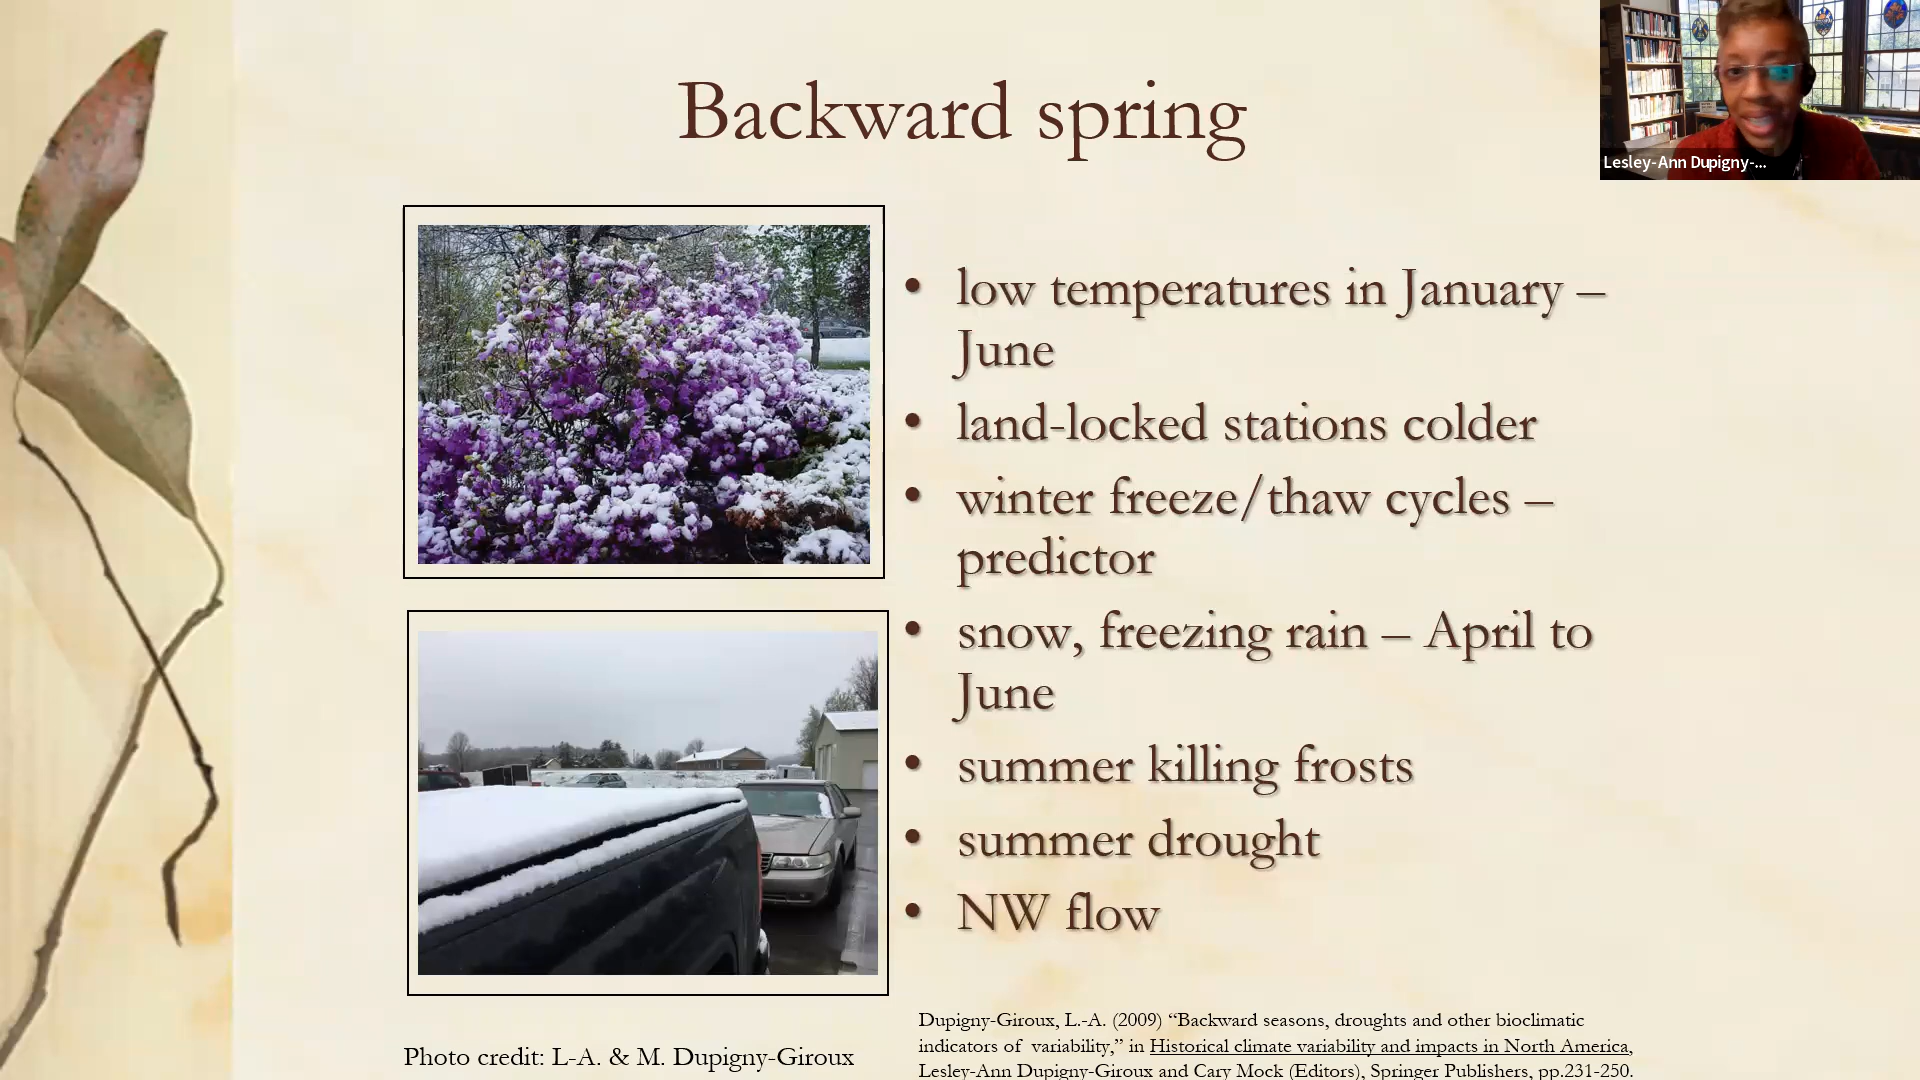 Backward spring
Lesley-Ann Dupigny-...
• low temperatures in January –
June
• land-locked stations colder
• winter freeze/thaw cycles –
predictor
• snow, freezing rain – April to
June
• summer killing frosts
• summer drought
• NW flow
Photo credit: L-A. & M. Dupigny-Giroux
Dupigny-Giroux, L.-A. (2009) “Backward seasons, droughts and other bioclimatic
indicators of variability,” in Historical climate variability and impacts in North America,
Lesley-Ann Dupigny-Giroux and Cary Mock (Editors), Springer Publishers, pp.231-250.